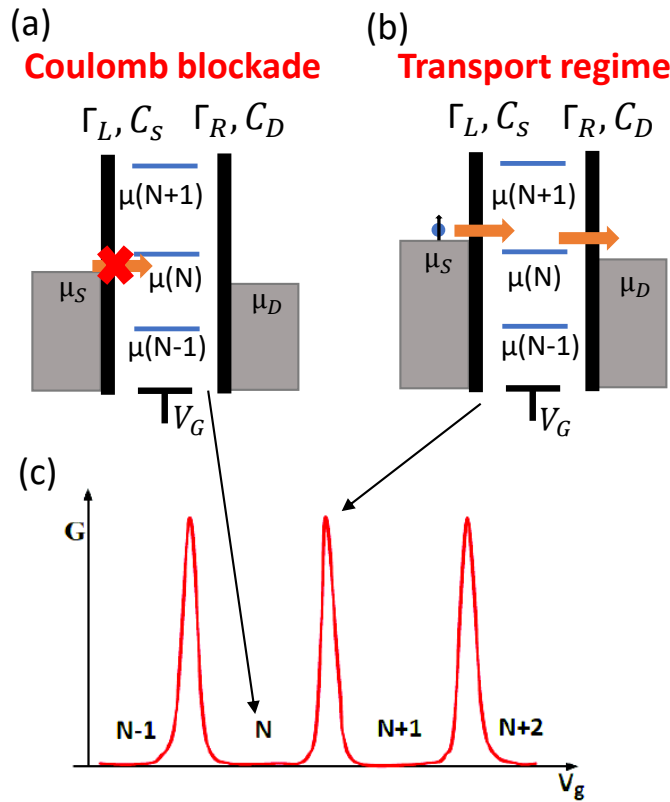 (a)
Coulomb blockade
Γ_L, C_s Γ_R, C_D
μ(N+1)
μ_S
μ(N)
μ_D
μ(N-1)
V_G
(b)
Transport regime
Γ_L, C_s Γ_R, C_D
μ(N+1)
μ_S
μ(N)
μ_D
μ(N-1)
V_G
(c)
G
N-1 N N+1 N+2
V_g